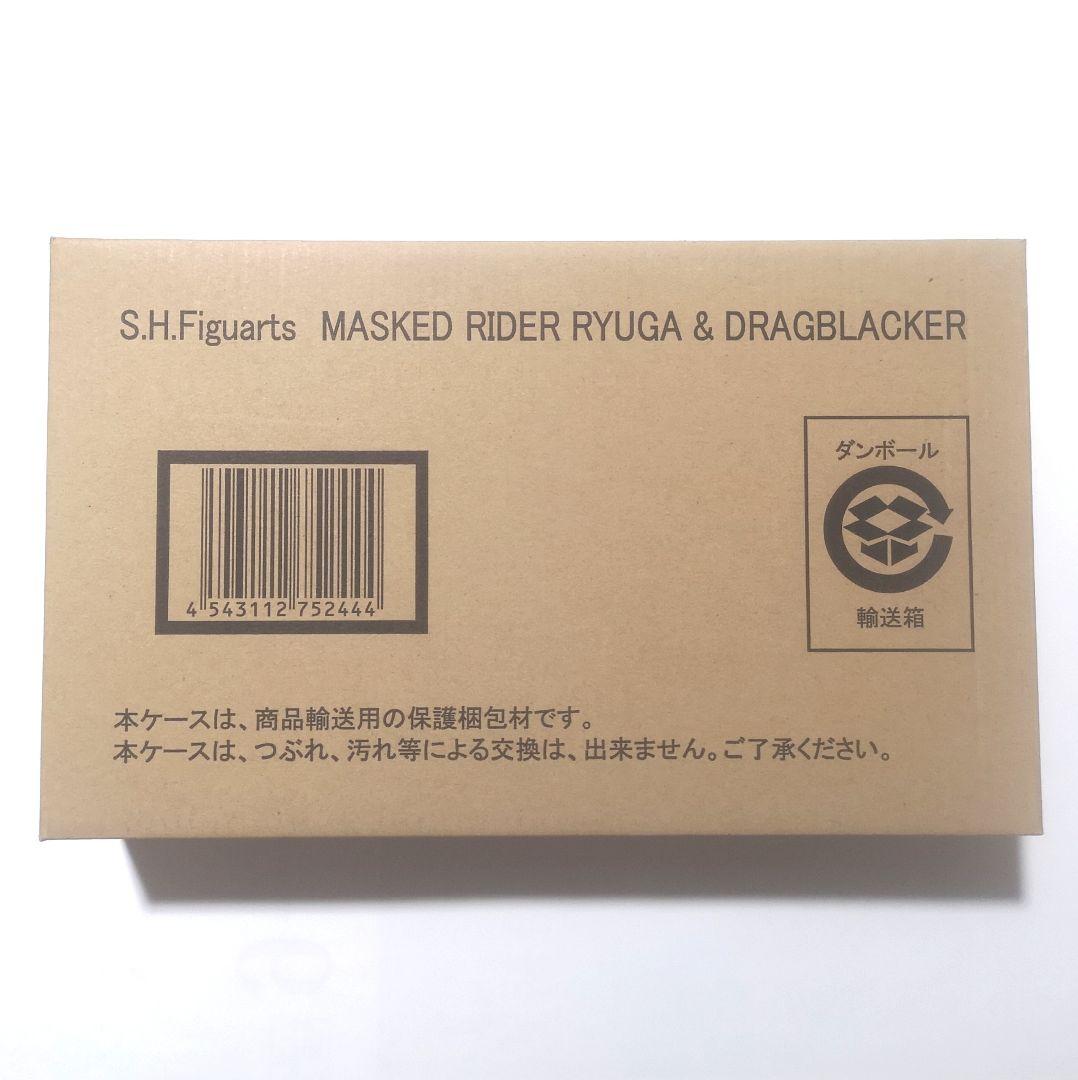 S.H.Figuarts MASKED RIDER RYUGA & DRAGBLACKER
ダンボール
輸送箱
4 543112 752444
本ケースは、商品輸送用の保護梱包材です。
本ケースは、つぶれ、汚れ等による交換は、出来ません。ご了承ください。